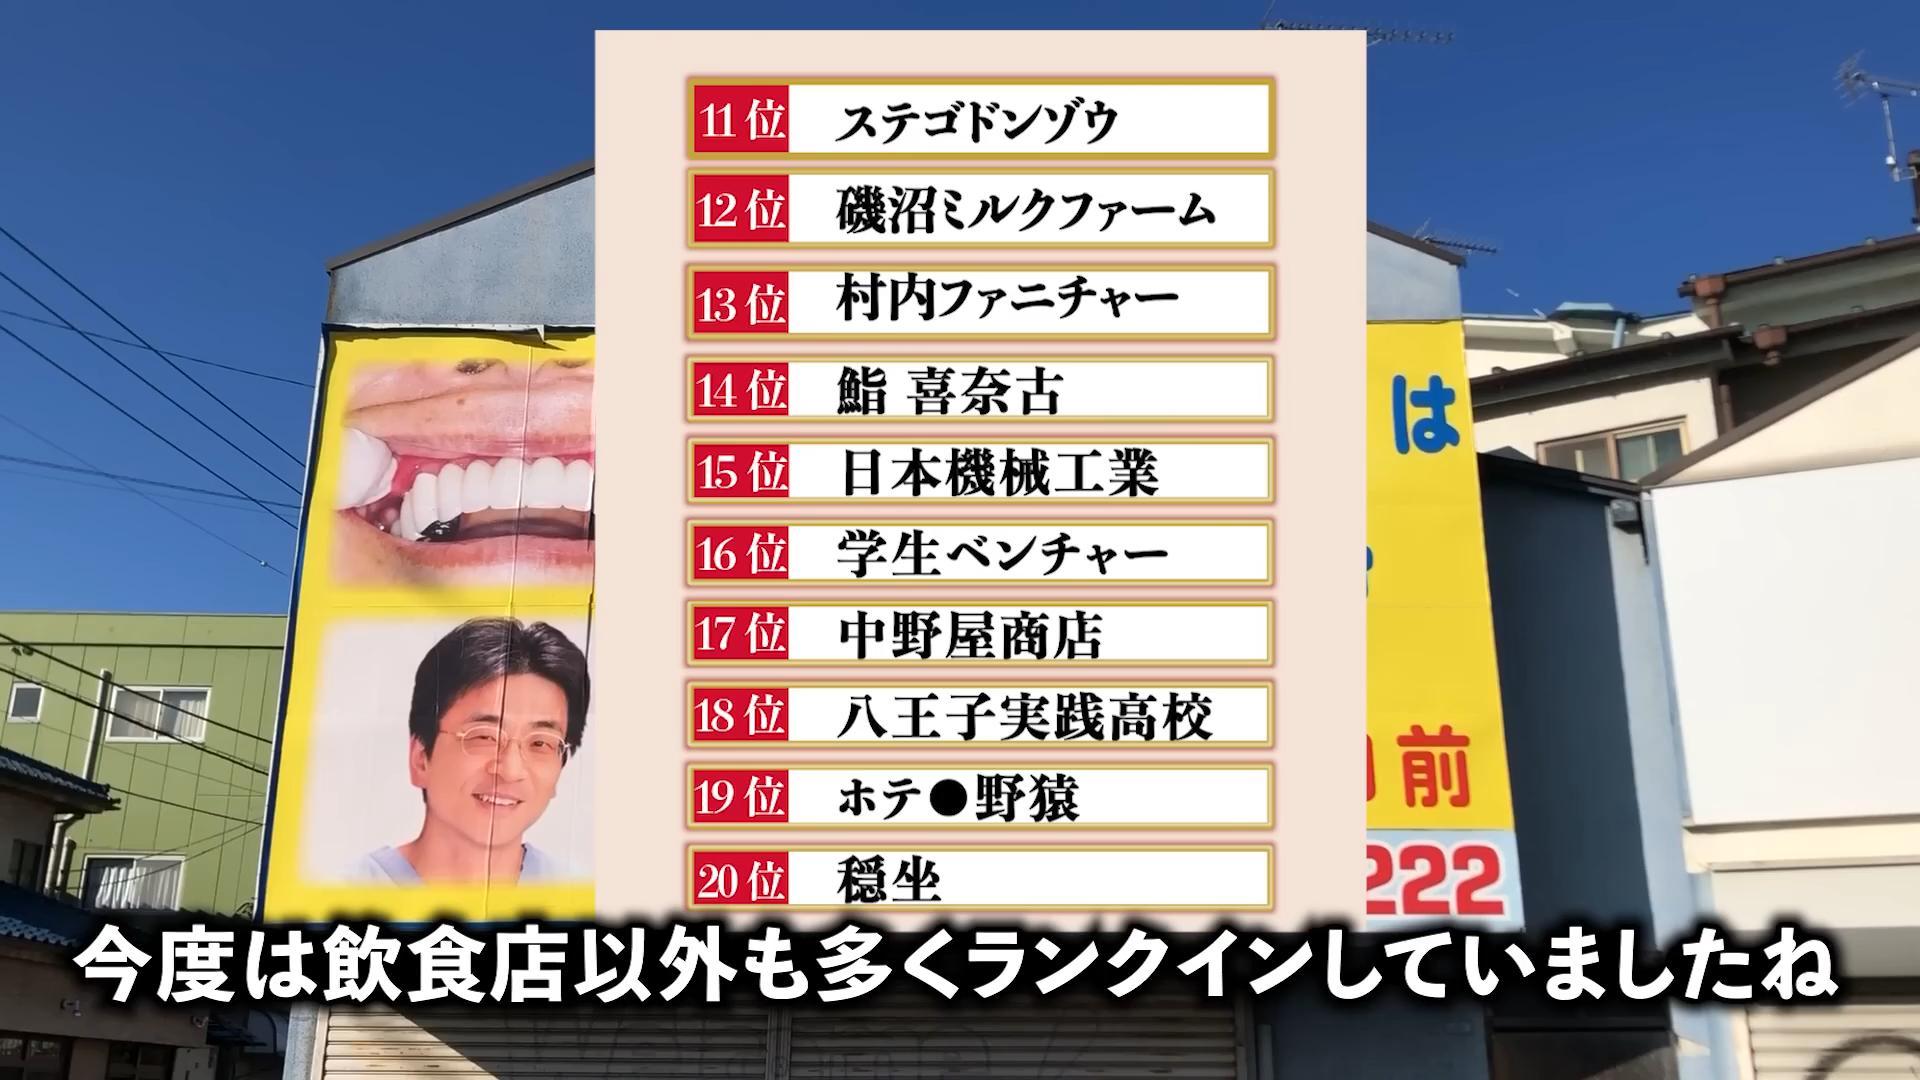 11位 ステゴドンゾウ
12位 磯沼ミルクファーム
13位 村内ファニチャー
14位 鮨 喜奈古
15位 日本機械工業
16位 学生ベンチャー
17位 中野屋商店
18位 八王子実践高校
19位 ホテ●野猿
20位 穏坐
は
前
222
今度は飲食店以外も多くランクインしていましたね